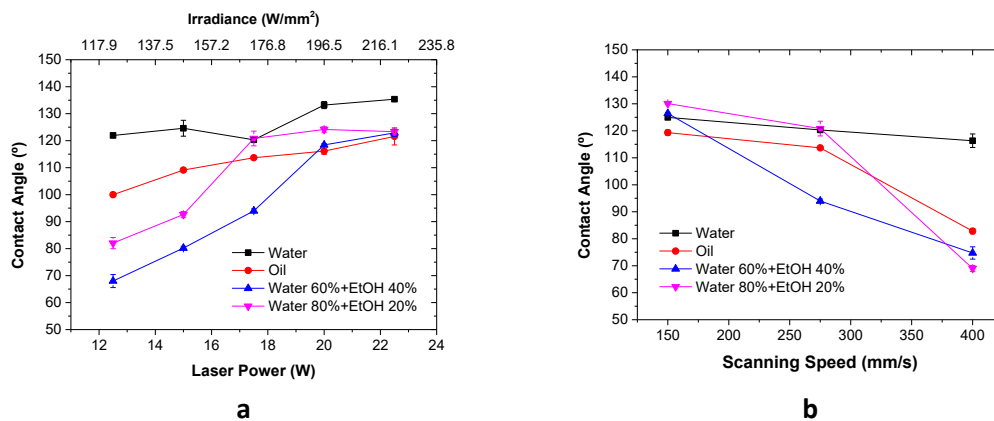 Irradiance (W/mm²)
117.9 137.5 157.2 176.8 196.5 216.1 235.8
150
140
130
120
110
100
90
80
70
60
50
Contact Angle (º)
Water
Oil
Water 60%+EtOH 40%
Water 80%+EtOH 20%
12 14 16 18 20 22 24
Laser Power (W)
a
150
140
130
120
110
100
90
80
70
60
50
Contact Angle (º)
Water
Oil
Water 60%+EtOH 40%
Water 80%+EtOH 20%
150 200 250 300 350 400
Scanning Speed (mm/s)
b